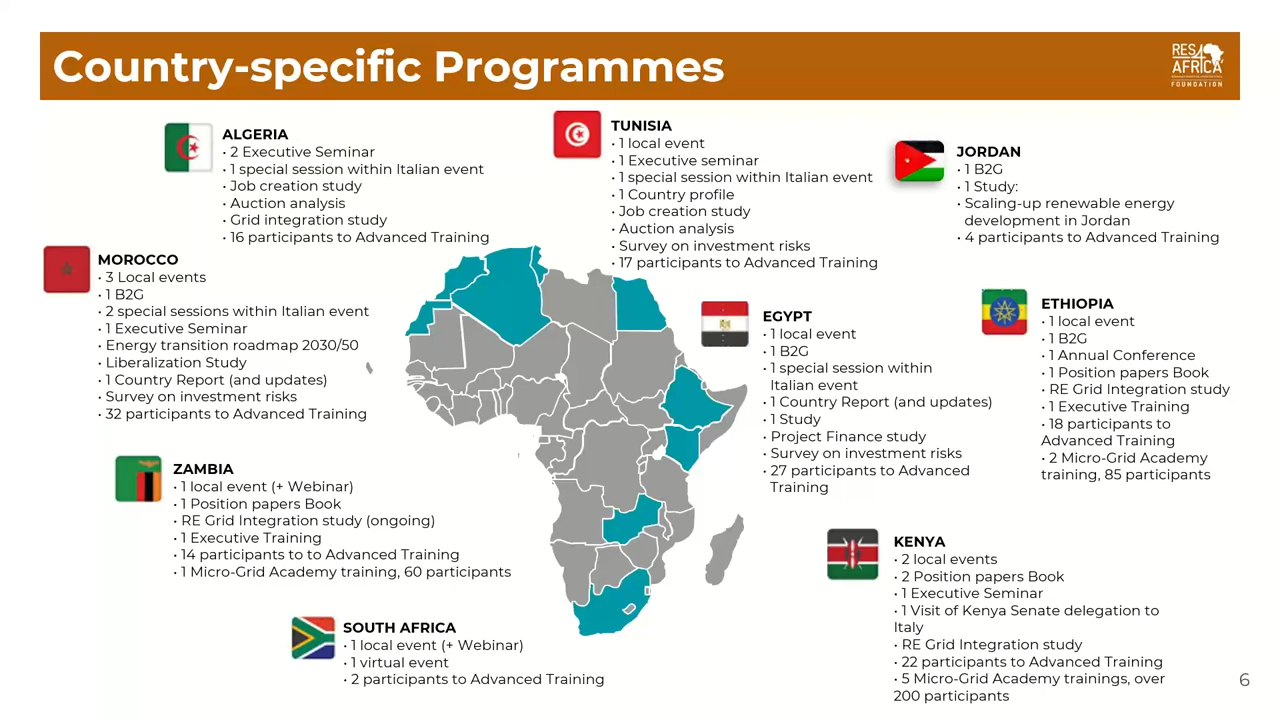 Country-specific Programmes
RES4
AFRICA
FOUNDATION
ALGERIA
• 2 Executive Seminar
• 1 special session within Italian event
• Job creation study
• Auction analysis
• Grid integration study
• 16 participants to Advanced Training
TUNISIA
• 1 local event
• 1 Executive seminar
• 1 special session within Italian event
• 1 Country profile
• Job creation study
• Auction analysis
• Survey on investment risks
• 17 participants to Advanced Training
JORDAN
• 1 B2G
• 1 Study:
• Scaling-up renewable energy
development in Jordan
• 4 participants to Advanced Training
MOROCCO
• 3 Local events
• 1 B2G
• 2 special sessions within Italian event
• 1 Executive Seminar
• Energy transition roadmap 2030/50
• Liberalization Study
• 1 Country Report (and updates)
• Survey on investment risks
• 32 participants to Advanced Training
EGYPT
• 1 local event
• 1 B2G
• 1 special session within
Italian event
• 1 Country Report (and updates)
• 1 Study
• Project Finance study
• Survey on investment risks
• 27 participants to Advanced
Training
ETHIOPIA
• 1 local event
• 1 B2G
• 1 Annual Conference
• 1 Position papers Book
• RE Grid Integration study
• 1 Executive Training
• 18 participants to
Advanced Training
• 2 Micro-Grid Academy
training, 85 participants
ZAMBIA
• 1 local event (+ Webinar)
• 1 Position papers Book
• RE Grid Integration study (ongoing)
• 1 Executive Training
• 14 participants to to Advanced Training
• 1 Micro-Grid Academy training, 60 participants
KENYA
• 2 local events
• 2 Position papers Book
• 1 Executive Seminar
• 1 Visit of Kenya Senate delegation to
Italy
• RE Grid Integration study
• 22 participants to Advanced Training
• 5 Micro-Grid Academy trainings, over
200 participants
SOUTH AFRICA
• 1 local event (+ Webinar)
• 1 virtual event
• 2 participants to Advanced Training
6